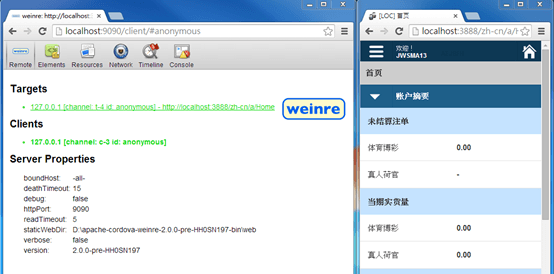 weinre: http://localhost:9090
localhost:9090/client/#anonymous
Remote
Elements
Resources
Network
Timeline
Console
Targets
127.0.0.1 [channel: t-4 id: anonymous] - http://localhost:3888/zh-cn/a/Home
weinre
Clients
127.0.0.1 [channel: c-3 id: anonymous]
Server Properties
boundHost: -all-
deathTimeout: 15
debug: false
httpPort: 9090
readTimeout: 5
staticWebDir: D:\apache-cordova-weinre-2.0.0-pre-HH0SN197-bin\web
verbose: false
version: 2.0.0-pre-HH0SN197
[LOC] 首页
localhost:3888/zh-cn/a/
欢迎！
JWSMA13
首页
账户摘要
未结算注单
体育博彩 0.00
真人荷官 -
当期实货量
体育博彩 0.00
真人荷官 0.00